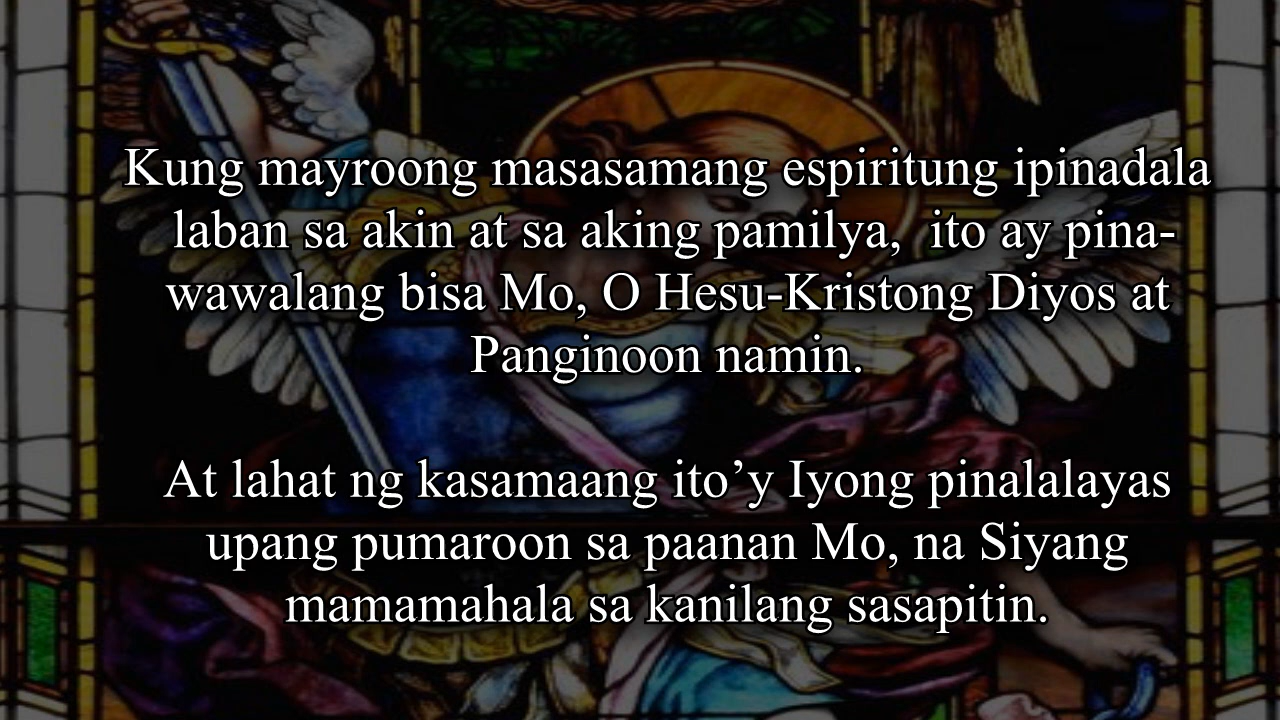 Kung mayroong masasamang espiritung ipinadala
laban sa akin at sa aking pamilya,  ito ay pina-
wawalang bisa Mo, O Hesu-Kristong Diyos at
Panginoon namin.
At lahat ng kasamaang ito’y Iyong pinalalayas
upang pumaroon sa paanan Mo, na Siyang
mamamahala sa kanilang sasapitin.